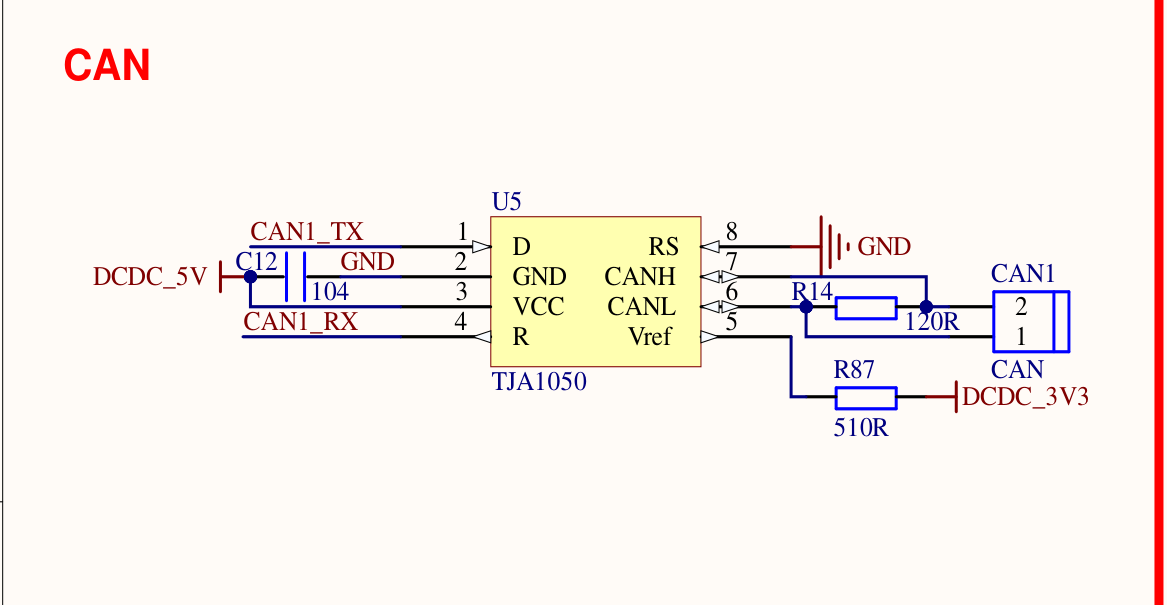 CAN
U5
CAN1_TX 1 D RS 8 GND
DCDC_5V C12 GND 2 GND CANH 7 CAN1
104 3 VCC CANL 6 R14 2
CAN1_RX 4 R Vref 5 120R 1
TJA1050 R87 CAN
DCDC_3V3
510R